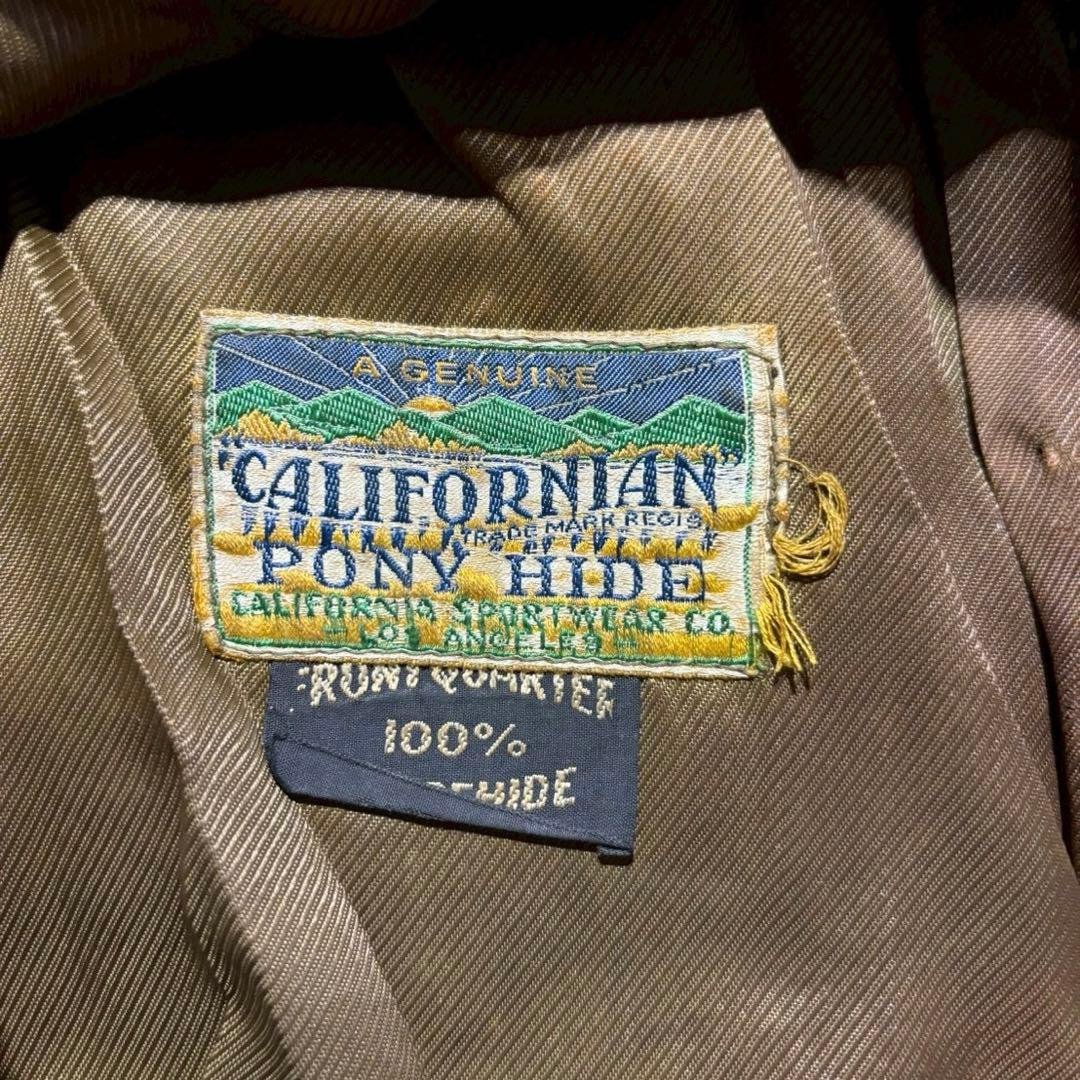 A GENUINE
"CALIFORNIAN
TRADE MARK REGIS.
PONY HIDE
CALIFORNIA SPORTWEAR CO.
LOS ANGELES
100%